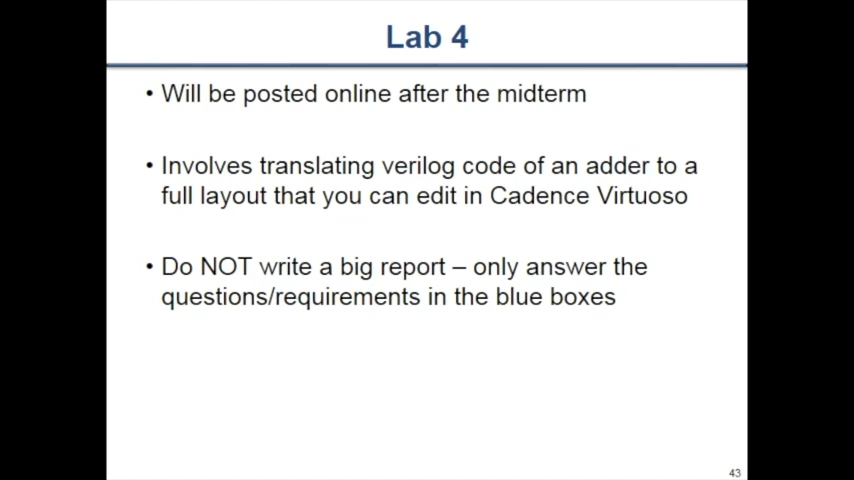 Lab 4
• Will be posted online after the midterm
• Involves translating verilog code of an adder to a
full layout that you can edit in Cadence Virtuoso
• Do NOT write a big report – only answer the
questions/requirements in the blue boxes
43